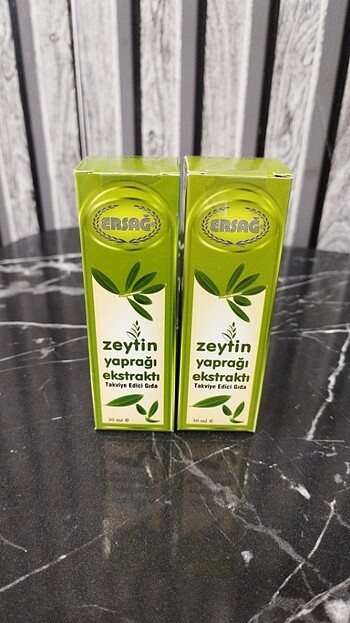 ERSAĞ
zeytin
yaprağı
ekstraktı
Takviye Edici Gıda
ERSAĞ
zeytin
yaprağı
ekstraktı
Takviye Edici Gıda